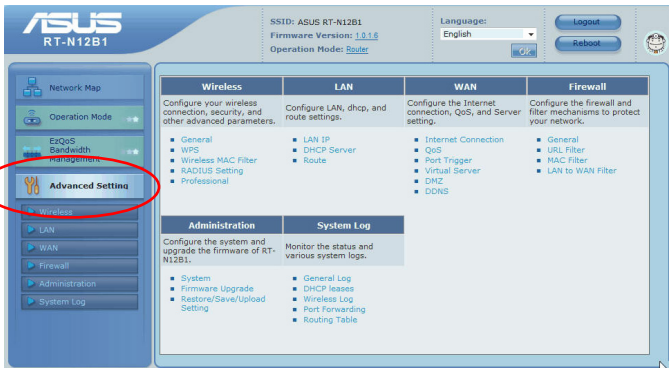 ASUS
RT-N12B1
SSID: ASUS RT-N12B1
Firmware Version: 1.0.1.6
Operation Mode: Router
Language:
English
OK
Logout
Reboot
Network Map
Operation Mode
EzQoS
Bandwidth
Management
Advanced Setting
Wireless
LAN
WAN
Firewall
Administration
System Log
Wireless
Configure your wireless
connection, security, and
other advanced parameters.
General
WPS
Wireless MAC Filter
RADIUS Setting
Professional
LAN
Configure LAN, dhcp, and
route settings.
LAN IP
DHCP Server
Route
WAN
Configure the Internet
connection, QoS, and Server
setting.
Internet Connection
QoS
Port Trigger
Virtual Server
DMZ
DDNS
Firewall
Configure the firewall and
filter mechanisms to protect
your network.
General
URL Filter
MAC Filter
LAN to WAN Filter
Administration
Configure the system and
upgrade the firmware of RT-
N12B1.
System
Firmware Upgrade
Restore/Save/Upload
Setting
System Log
Monitor the status and
various system logs.
General Log
DHCP leases
Wireless Log
Port Forwarding
Routing Table